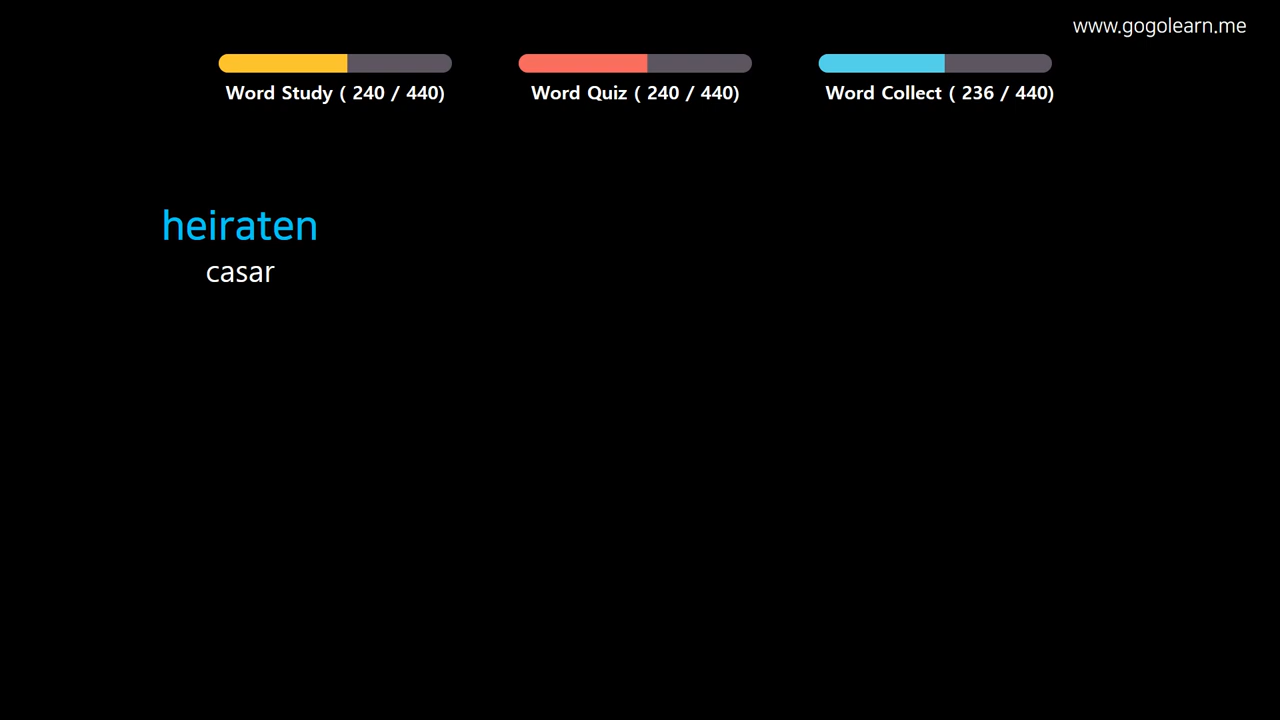 www.gogolearn.me
Word Study ( 240 / 440)
Word Quiz ( 240 / 440)
Word Collect ( 236 / 440)
heiraten
casar